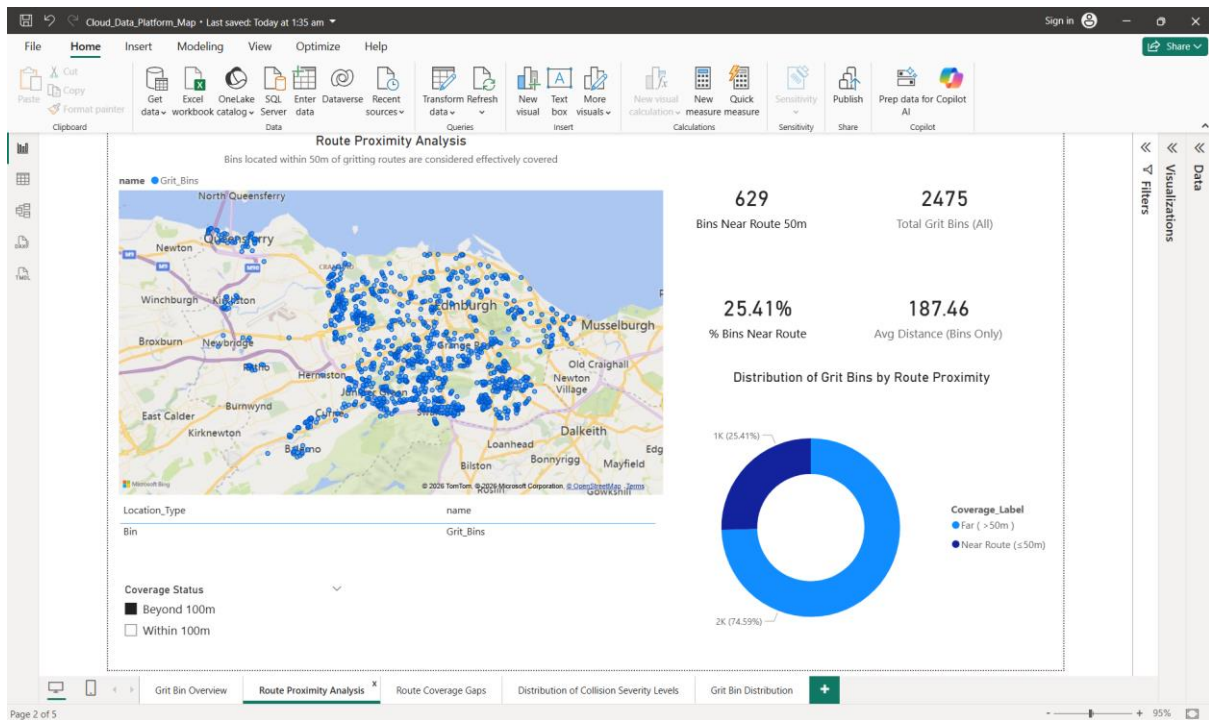 Cloud_Data_Platform_Map • Last saved: Today at 1:35 am
Sign in
File Home Insert Modeling View Optimize Help
Share
Paste
Cut
Copy
Format painter
Get data
Excel workbook
OneLake catalog
SQL Server
Enter data
Dataverse
Recent sources
Transform data
Refresh
New visual
Text box
More visuals
New visual calculation
New measure
Quick measure
Sensitivity
Publish
Prep data for AI
Copilot
Clipboard
Data
Queries
Insert
Calculations
Sensitivity
Share
Copilot
Route Proximity Analysis
Bins located within 50m of gritting routes are considered effectively covered
name Grit_Bins
North Queensferry
Queensferry
Newton
Winchburgh
Kirkliston
Edinburgh
Musselburgh
Broxburn
Newbridge
Grange
Ratho
Hermiston
Old Craighall
Newton Village
Juniper Green
East Calder
Burnwynd
Currie
Kirknewton
Dalkeith
Loanhead
Balerno
Bilston
Bonnyrigg
Mayfield
Edg
Microsoft Bing
© 2026 TomTom, © 2026 Microsoft Corporation, © OpenStreetMap Terms
Roslin
Gowkshill
629
Bins Near Route 50m
2475
Total Grit Bins (All)
25.41%
% Bins Near Route
187.46
Avg Distance (Bins Only)
Distribution of Grit Bins by Route Proximity
1K (25.41%)
2K (74.59%)
Coverage_Label
Far ( >50m )
Near Route (≤50m)
Location_Type name
Bin Grit_Bins
Coverage Status
Beyond 100m
Within 100m
Filters
Visualizations
Data
Grit Bin Overview
Route Proximity Analysis x
Route Coverage Gaps
Distribution of Collision Severity Levels
Grit Bin Distribution
+
Page 2 of 5
- + 95%